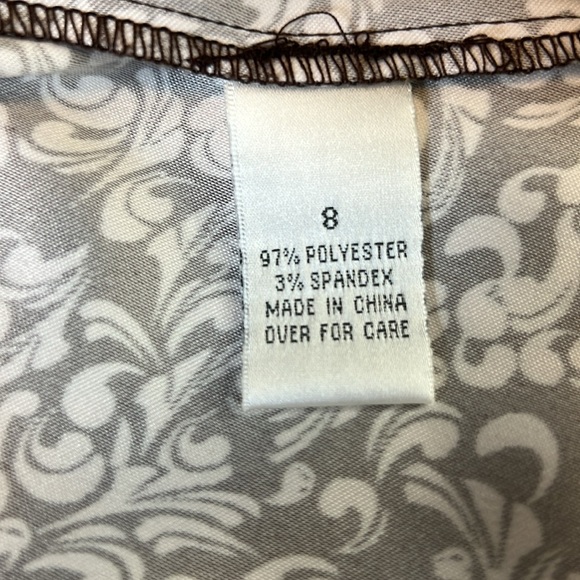 8
97% POLYESTER
3% SPANDEX
MADE IN CHINA
OVER FOR CARE